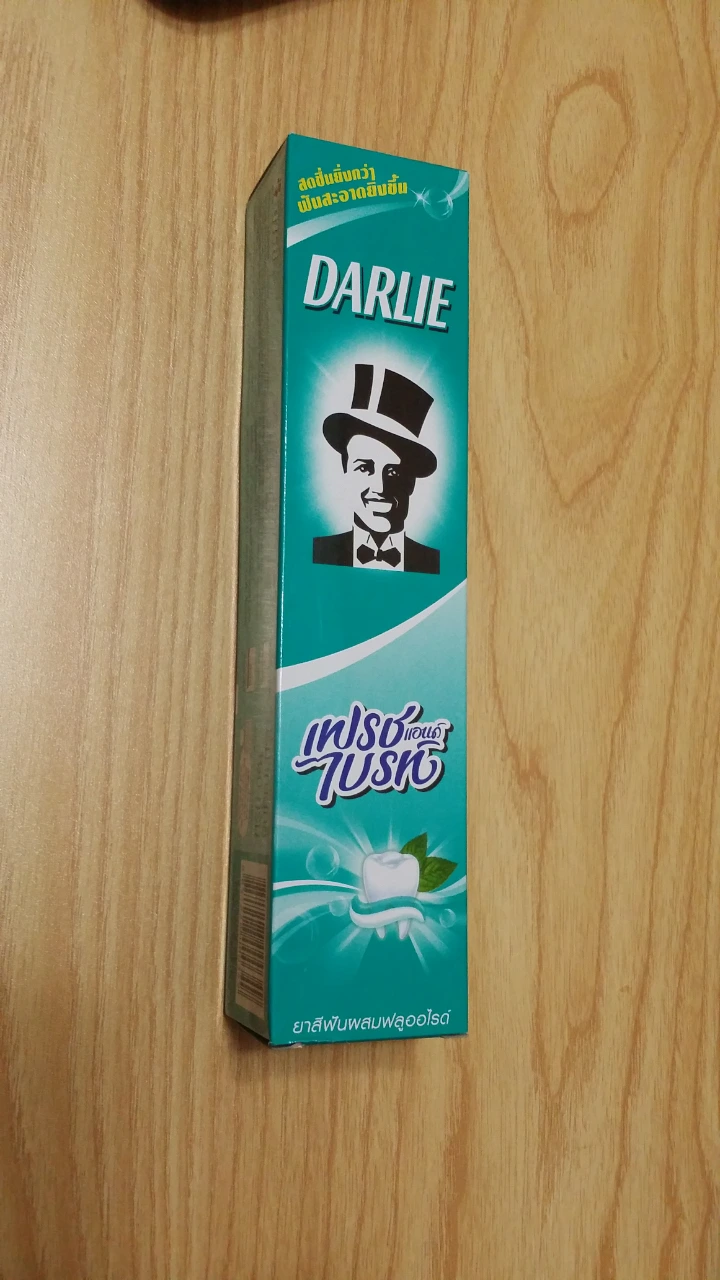 สดชื่นยิ่งกว่า
ฟันสะอาดยิ่งขึ้น
DARLIE
เฟรช แอนด์
ไบรท์
ยาสีฟันผสมฟลูออไรด์